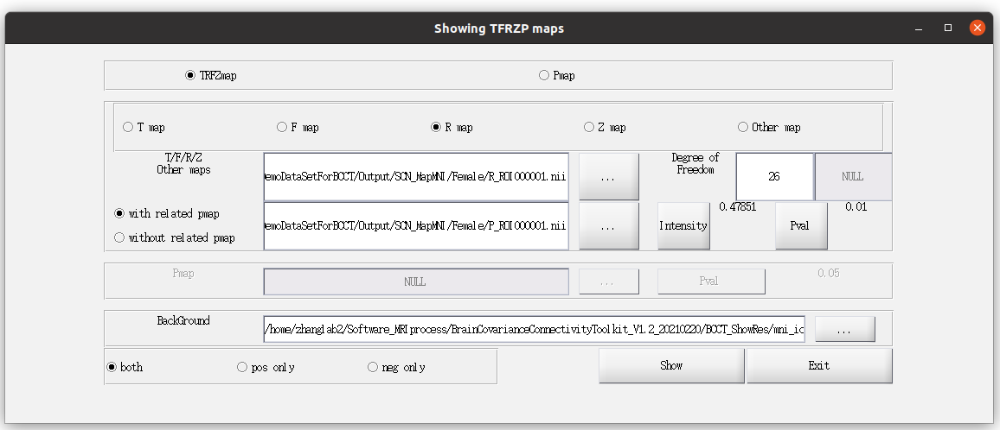 Showing TFRZP maps
TRFZmap Pmap
T map F map R map Z map Other map
T/F/R/Z
Other maps
emoDataSetForBCCT/Output/SCN_MapMNI/Female/R_ROI000001.nii
...
Degree of
Freedom
26
NULL
with related pmap
without related pmap
emoDataSetForBCCT/Output/SCN_MapMNI/Female/P_ROI000001.nii
...
Intensity
0.47851
Pval
0.01
Pmap
NULL
...
Pval
0.05
BackGround
/home/zhanglab2/Software_MRIprocess/BrainCovarianceConnectivityToolkit_V1.2_20210220/BCCT_ShowRes/mni_ic
...
both pos only neg only
Show
Exit